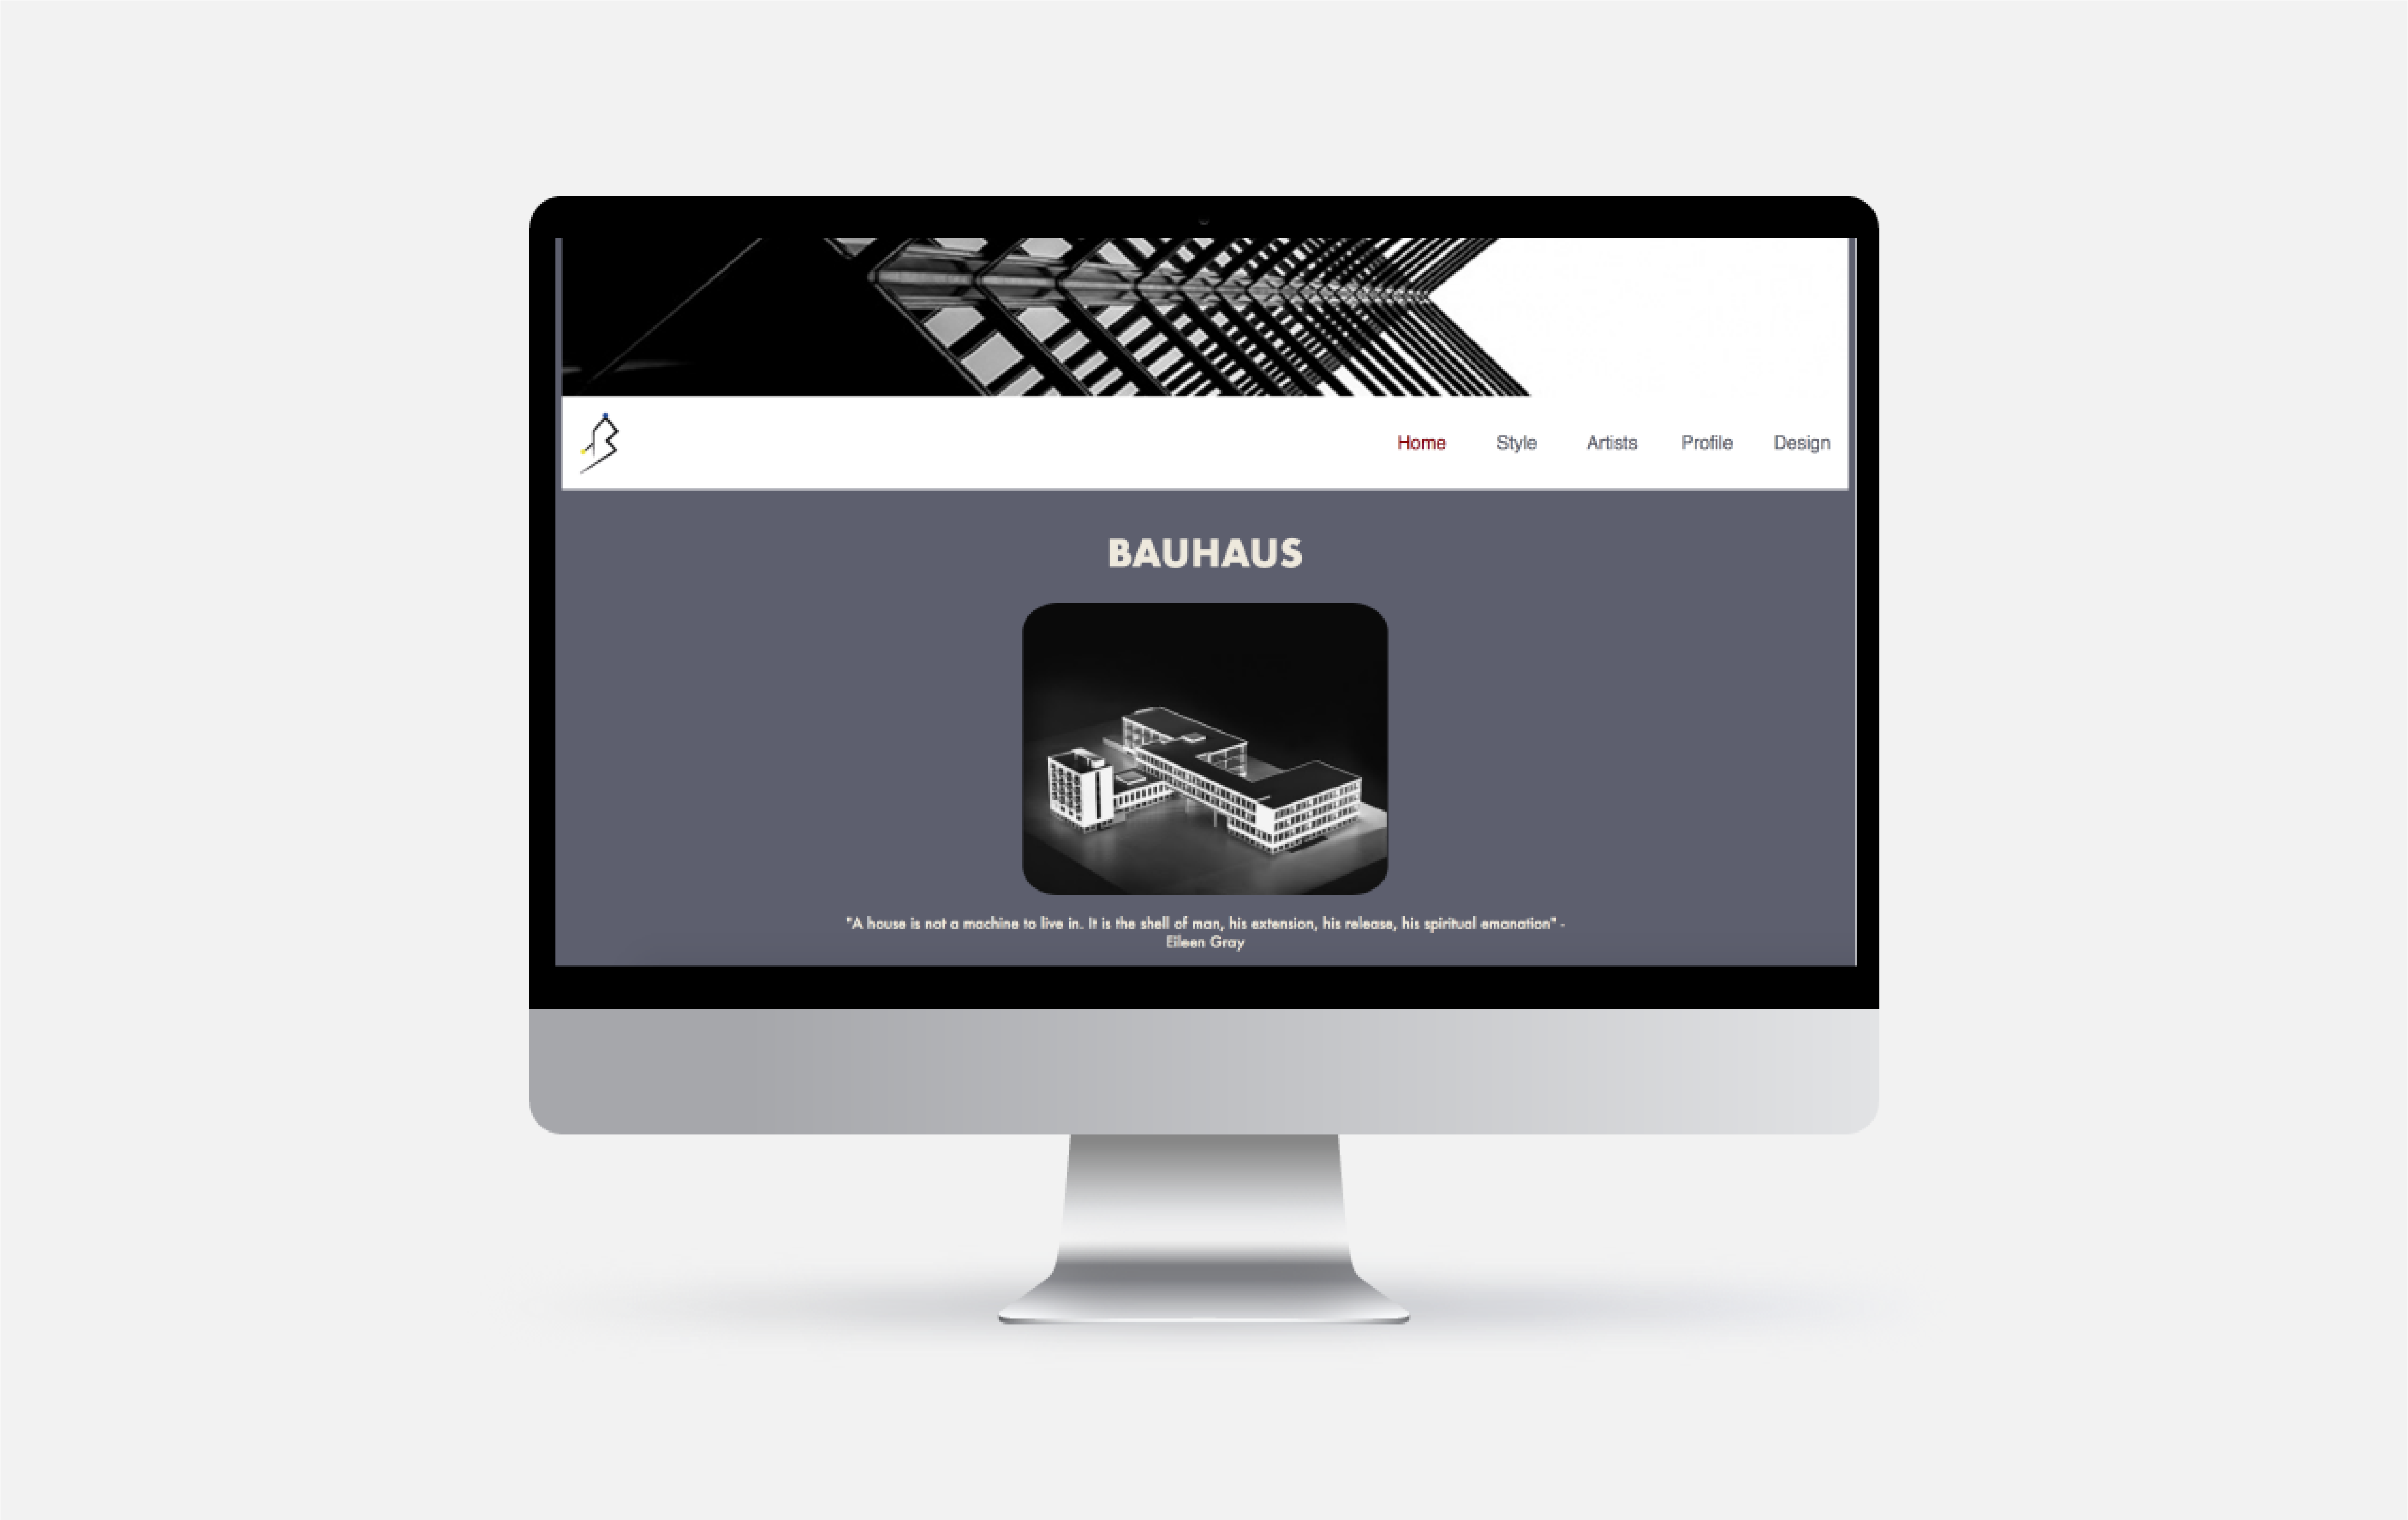 Home Style Artists Profile Design
BAUHAUS
"A house is not a machine to live in. It is the shell of man, his extension, his release, his spiritual emanation" -
Eileen Gray